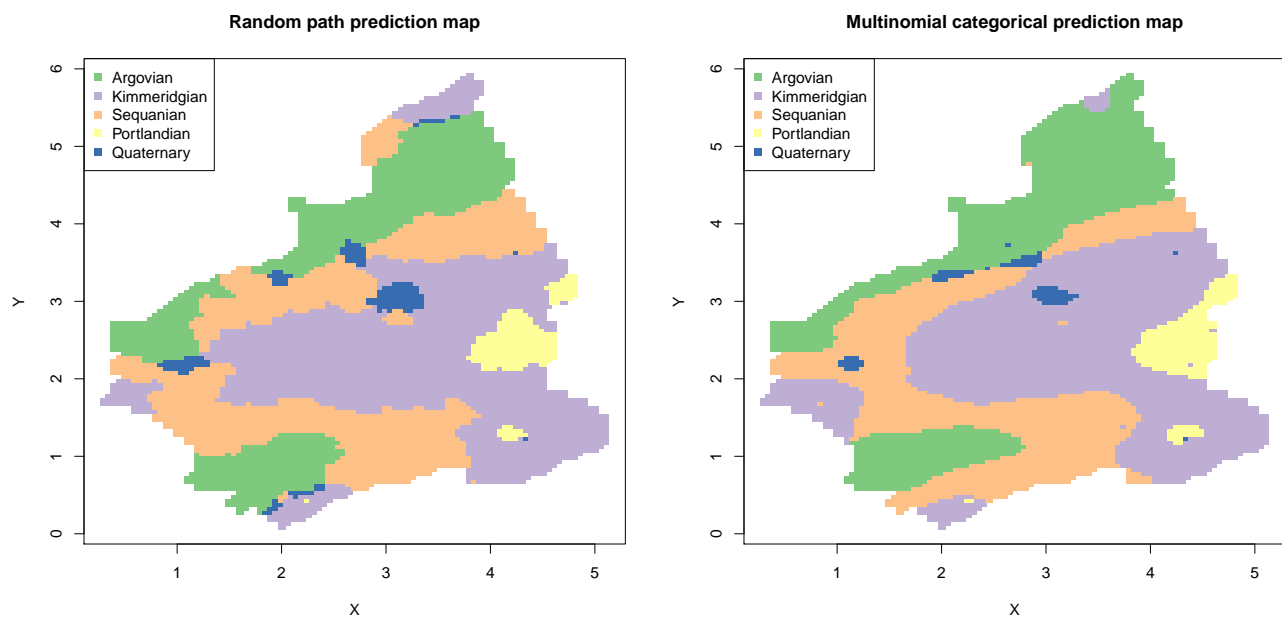 Random path prediction map
Argovian
Kimmeridgian
Sequanian
Portlandian
Quaternary
6
5
4
3
2
1
0
Y
1 2 3 4 5
X
Multinomial categorical prediction map
Argovian
Kimmeridgian
Sequanian
Portlandian
Quaternary
6
5
4
3
2
1
0
Y
1 2 3 4 5
X